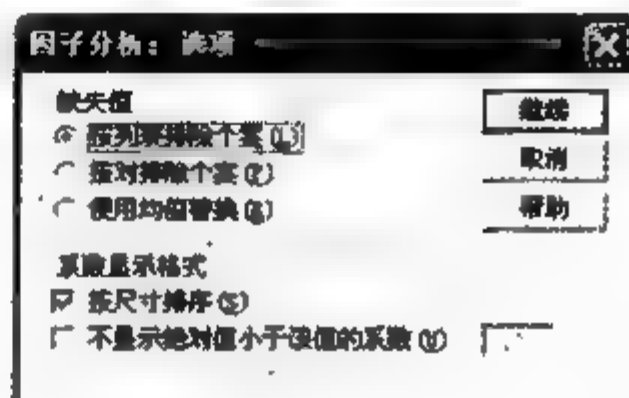 因子分析：选项
缺失值
按列表排除个案(L)
按对排除个案(P)
使用均值替换(R)
继续
取消
帮助
系数显示格式
按尺寸排序(S)
不显示绝对值小于该值的系数(V)